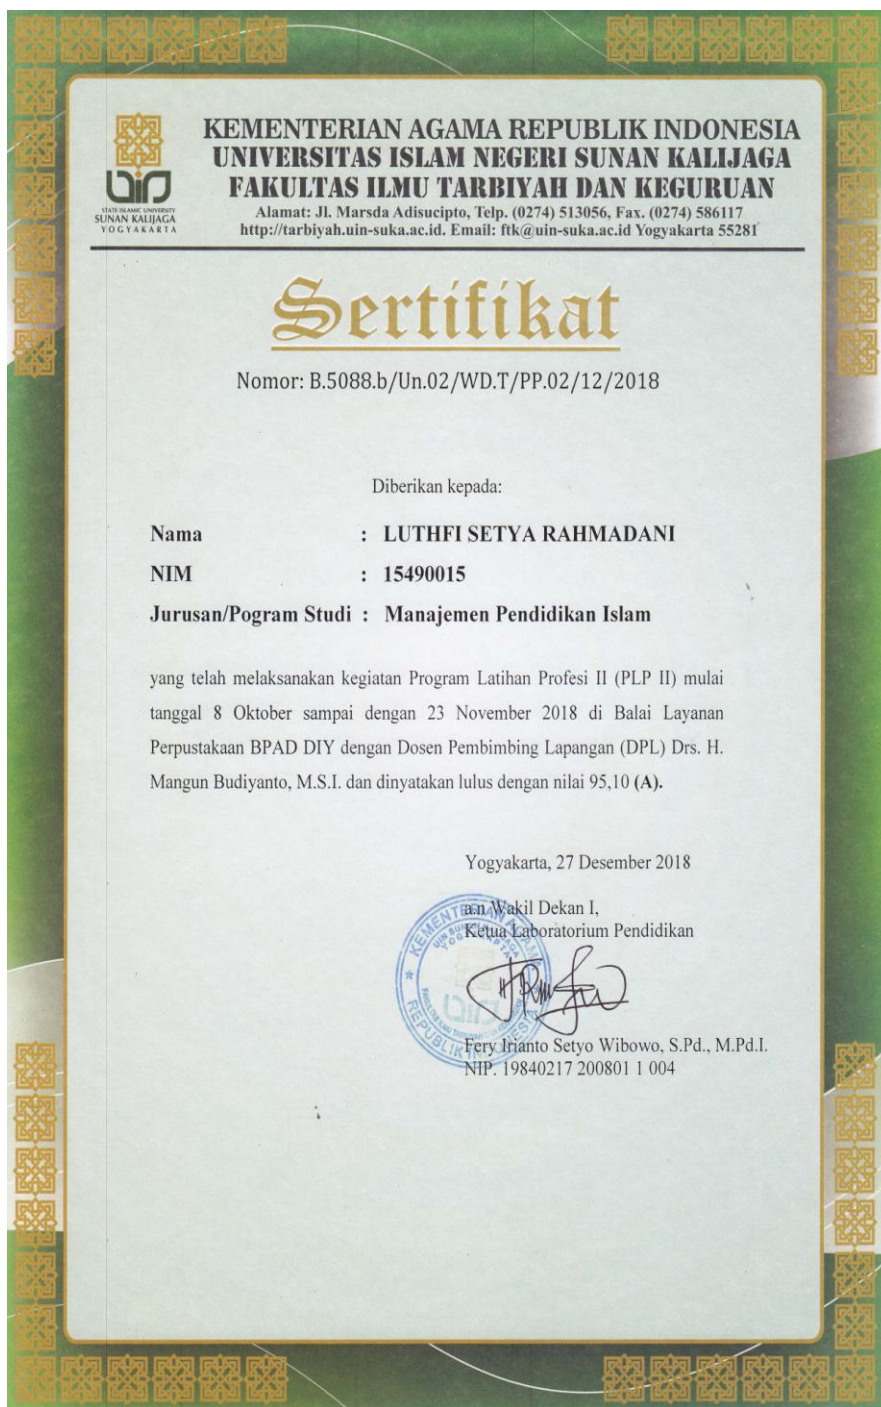 KEMENTERIAN AGAMA REPUBLIK INDONESIA
UNIVERSITAS ISLAM NEGERI SUNAN KALIJAGA
FAKULTAS ILMU TARBIYAH DAN KEGURUAN
Alamat: Jl. Marsda Adisucipto, Telp. (0274) 513056, Fax. (0274) 586117
http://tarbiyah.uin-suka.ac.id. Email: ftk@uin-suka.ac.id Yogyakarta 55281
STATE ISLAMIC UNIVERSITY
SUNAN KALIJAGA
YOGYAKARTA
Sertifikat
Nomor: B.5088.b/Un.02/WD.T/PP.02/12/2018
Diberikan kepada:
Nama : LUTHFI SETYA RAHMADANI
NIM : 15490015
Jurusan/Pogram Studi : Manajemen Pendidikan Islam
yang telah melaksanakan kegiatan Program Latihan Profesi II (PLP II) mulai
tanggal 8 Oktober sampai dengan 23 November 2018 di Balai Layanan
Perpustakaan BPAD DIY dengan Dosen Pembimbing Lapangan (DPL) Drs. H.
Mangun Budiyanto, M.S.I. dan dinyatakan lulus dengan nilai 95,10 (A).
Yogyakarta, 27 Desember 2018
a.n Wakil Dekan I,
Ketua Laboratorium Pendidikan
KEMENTERIAN AGAMA
REPUBLIK INDONESIA
Fery Irianto Setyo Wibowo, S.Pd., M.Pd.I.
NIP. 19840217 200801 1 004